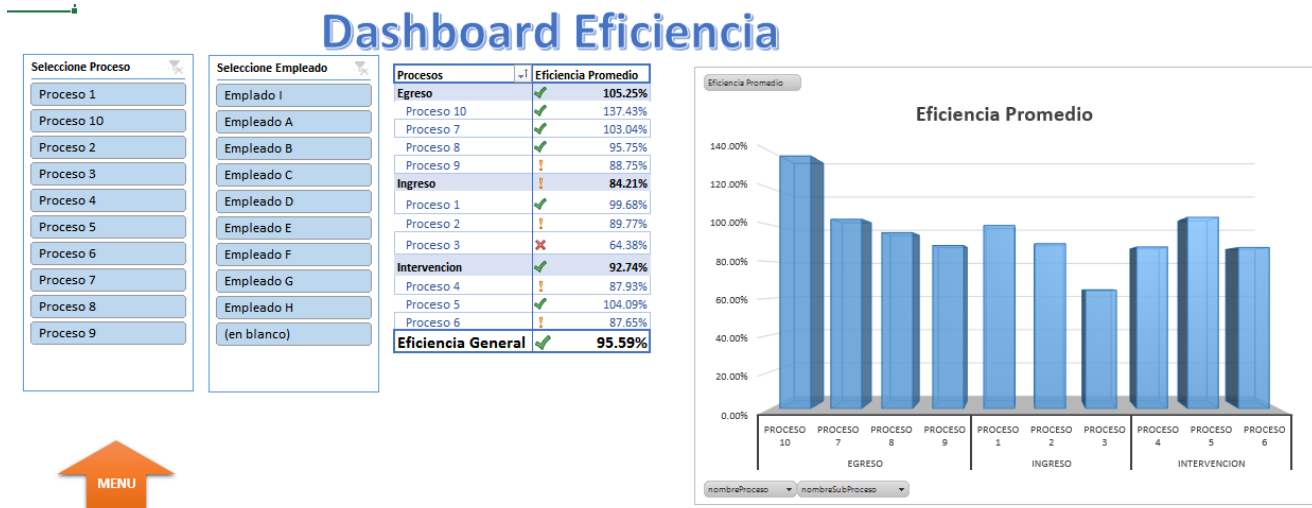 Dashboard Eficiencia
Seleccione Proceso
Proceso 1
Proceso 10
Proceso 2
Proceso 3
Proceso 4
Proceso 5
Proceso 6
Proceso 7
Proceso 8
Proceso 9
Seleccione Empleado
Emplado I
Empleado A
Empleado B
Empleado C
Empleado D
Empleado E
Empleado F
Empleado G
Empleado H
(en blanco)
Procesos Eficiencia Promedio
Egreso 105.25%
Proceso 10 137.43%
Proceso 7 103.04%
Proceso 8 95.75%
Proceso 9 88.75%
Ingreso 84.21%
Proceso 1 99.68%
Proceso 2 89.77%
Proceso 3 64.38%
Intervencion 92.74%
Proceso 4 87.93%
Proceso 5 104.09%
Proceso 6 87.65%
Eficiencia General 95.59%
MENU
Eficiencia Promedio
Eficiencia Promedio
140.00%
120.00%
100.00%
80.00%
60.00%
40.00%
20.00%
0.00%
PROCESO PROCESO PROCESO PROCESO PROCESO PROCESO PROCESO PROCESO PROCESO PROCESO
10 7 8 9 1 2 3 4 5 6
EGRESO INGRESO INTERVENCION
nombreProceso nombreSubProceso